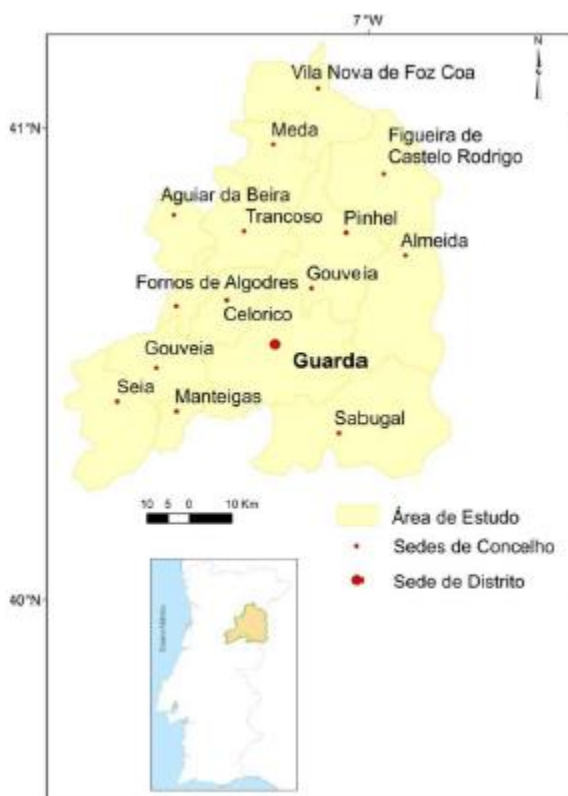 7 °W
N
Vila Nova de Foz Coa
41°N
Meda
Figueira de
Castelo Rodrigo
Aguiar da Beira
Trancoso
Pinhel
Almeida
Gouveia
Fornos de Algodres
Celorico
Gouveia
Guarda
Seia
Manteigas
Sabugal
10 5 0 10 Km
Área de Estudo
Sedes de Concelho
Sede de Distrito
40°N